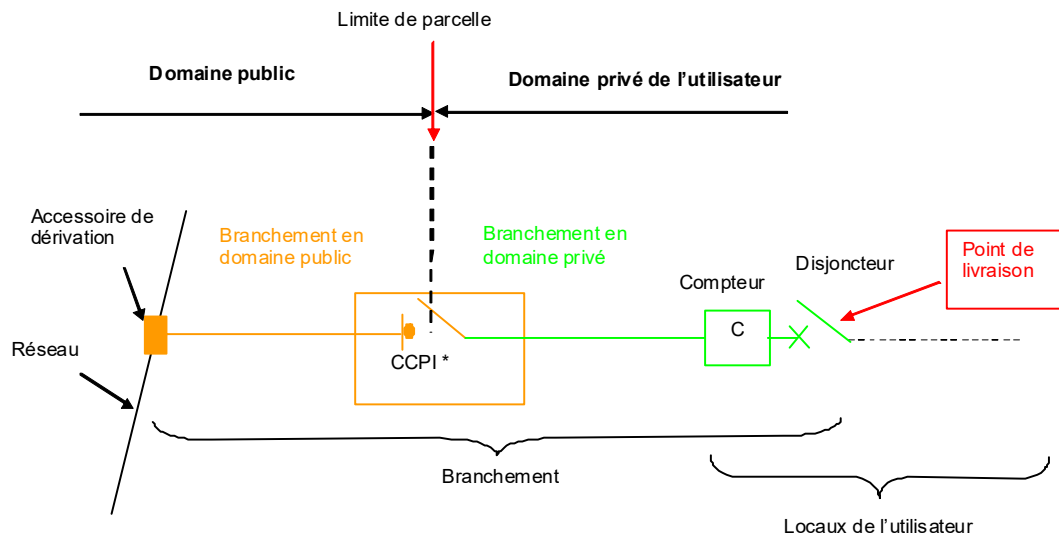 Limite de parcelle
Domaine public
Domaine privé de l'utilisateur
Accessoire de
dérivation
Branchement en
domaine public
Branchement en
domaine privé
Point de
livraison
Disjoncteur
Compteur
C
Réseau
CCPI *
Branchement
Locaux de l'utilisateur